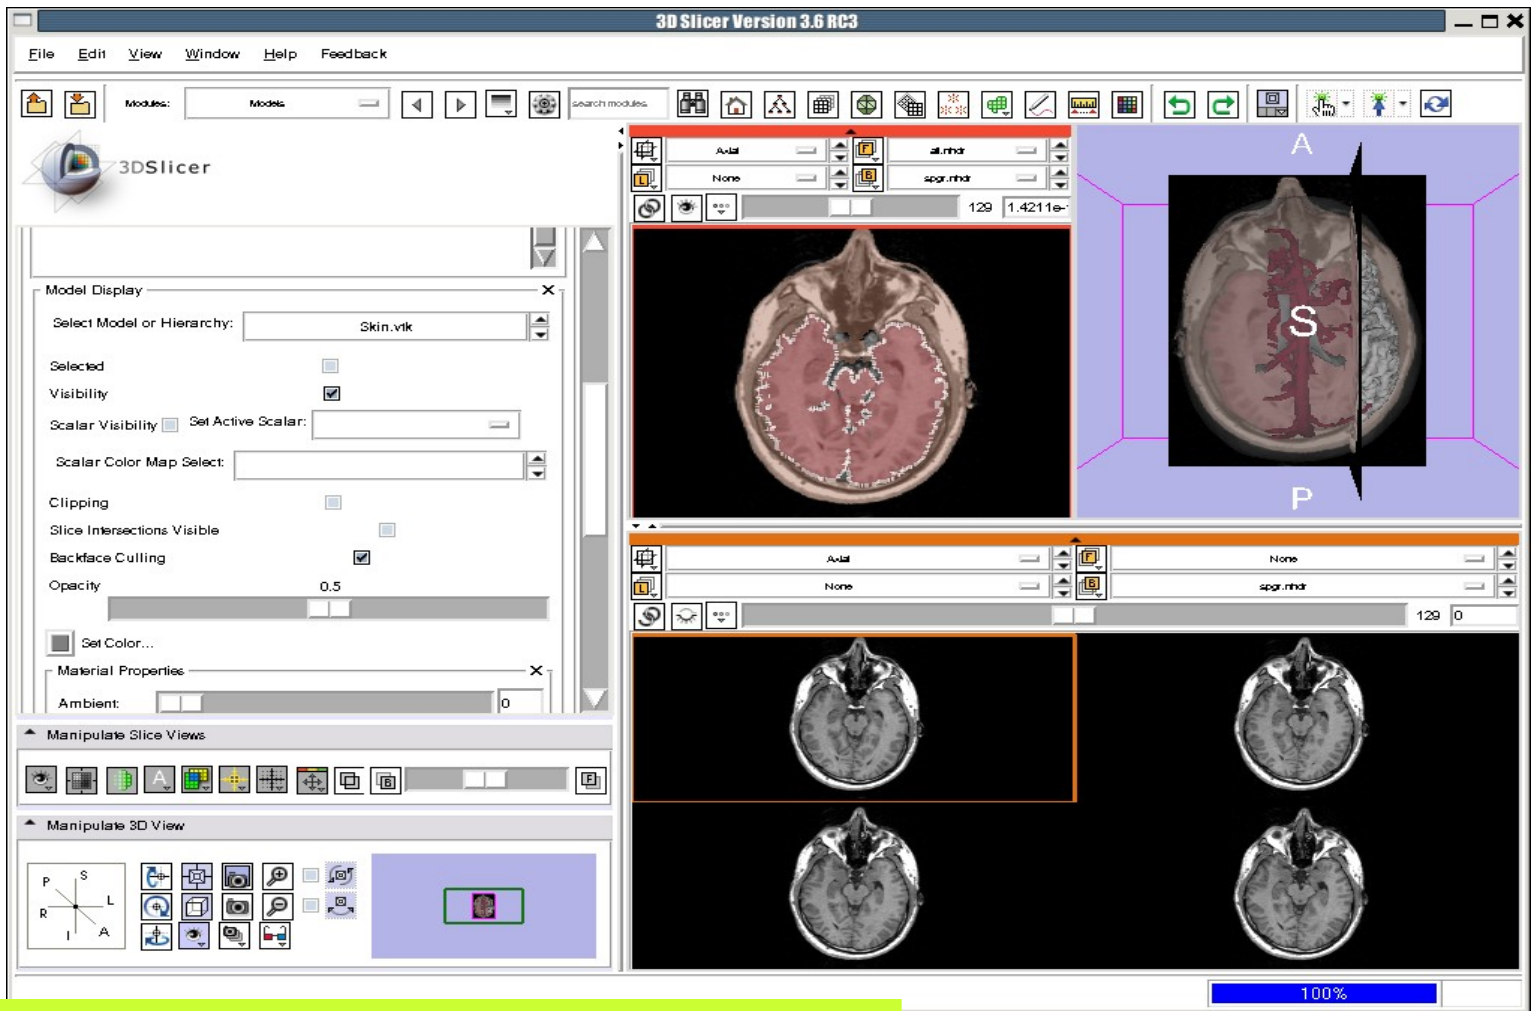 3D Slicer Version 3.6 RC3
File Edit View Window Help Feedback
Modules: Models search modules
3DSlicer
Axial all.nhdr
None spgr.nhdr
129 1.4211e-
A
S
P
Model Display
Select Model or Hierarchy: Skin.vtk
Selected
Visibility
Scalar Visibility Set Active Scalar:
Scalar Color Map Select:
Clipping
Slice Intersections Visible
Backface Culling
Opacity 0.5
Set Color...
Material Properties
Ambient: 0
Axial None
None spgr.nhdr
129 0
Manipulate Slice Views
A B F
Manipulate 3D View
P S
R L
I A
100%